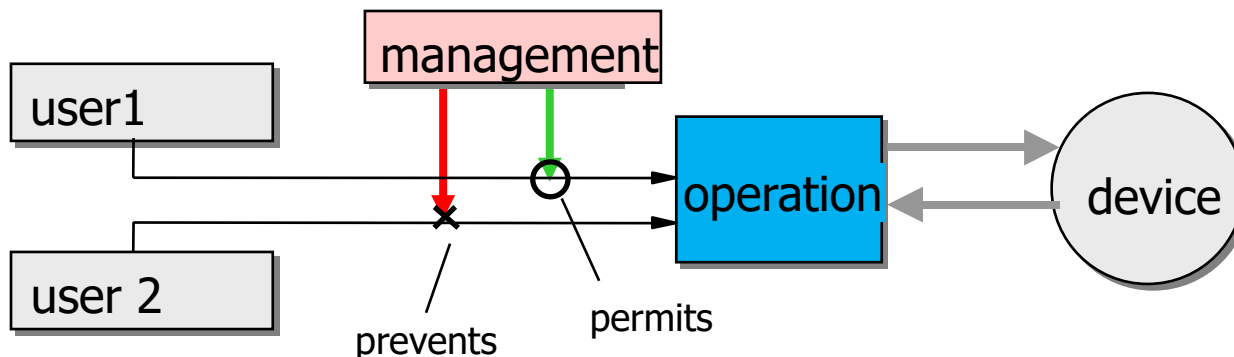 management
user1
operation
device
user 2
permits
prevents